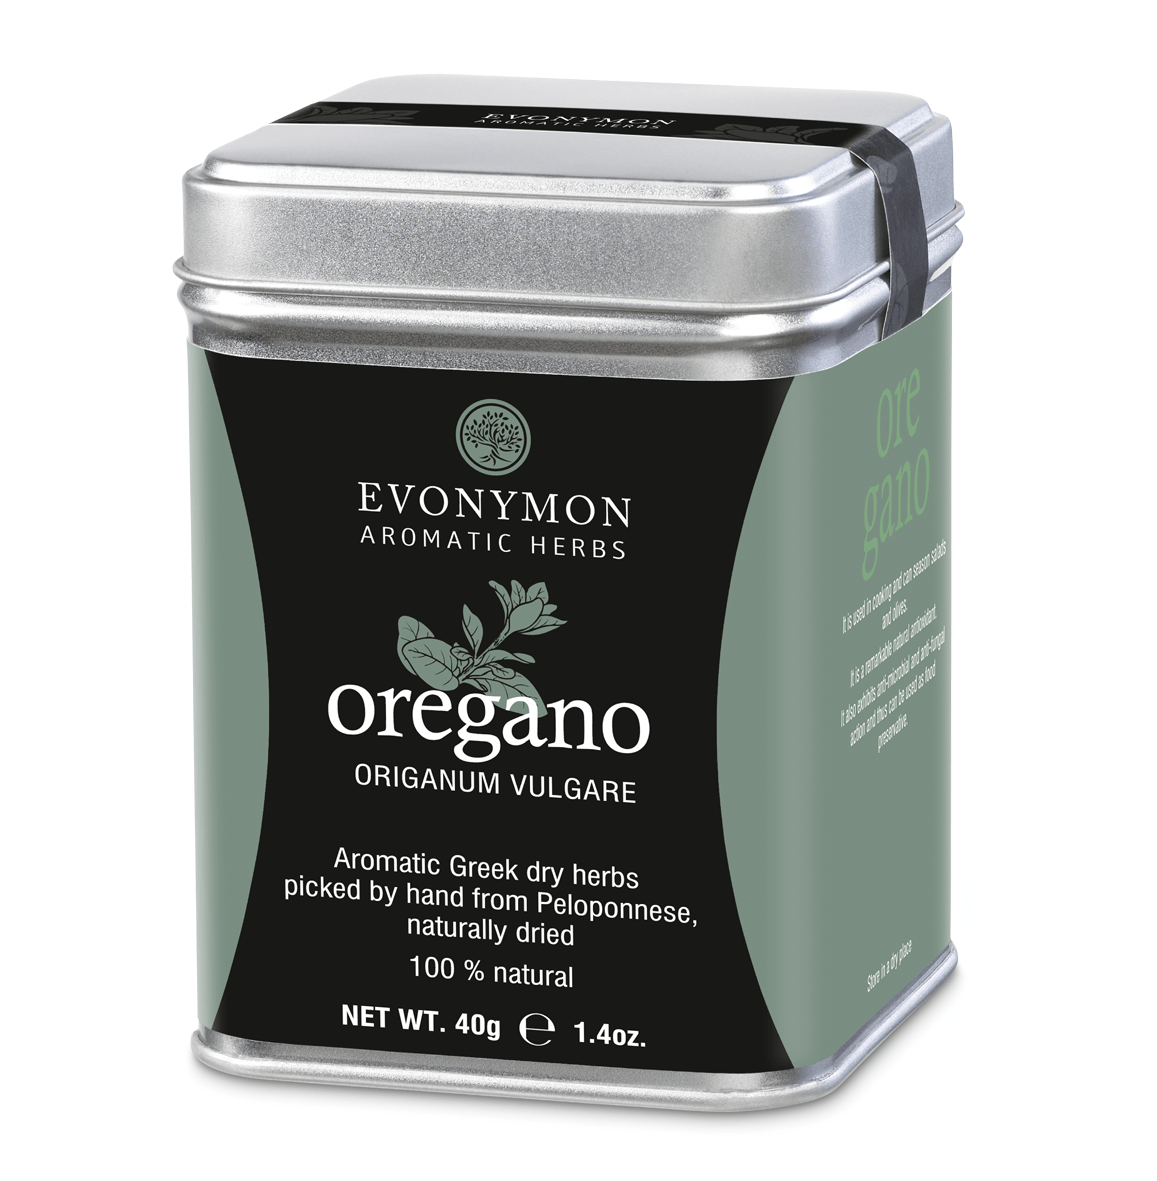 EVONYMON
AROMATIC HERBS
EVONYMON
AROMATIC HERBS
oregano
ORIGANUM VULGARE
Aromatic Greek dry herbs
picked by hand from Peloponnese,
naturally dried
100 % natural
NET WT. 40g ℮ 1.4oz.
ore
gano
It is used in cooking and can season salads
and olives.
It is a remarkable natural antioxidant.
It also exhibits anti-microbial and anti-fungal
action and thus can be used as food
preservative.
Store in a dry place